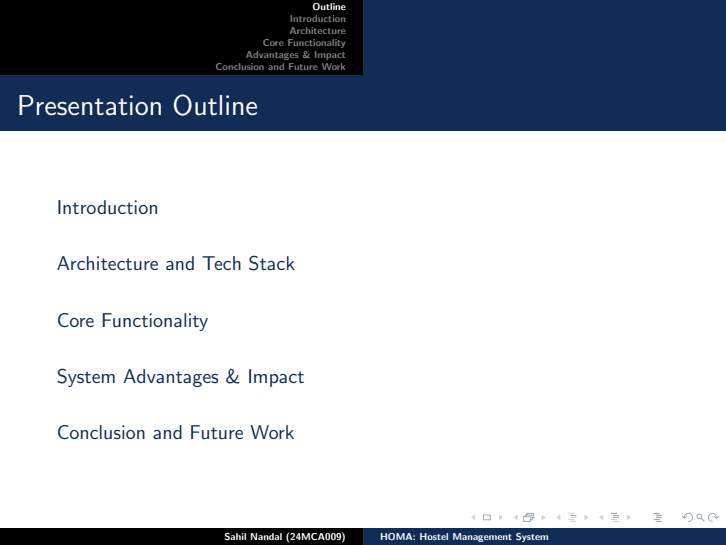 Outline
Introduction
Architecture
Core Functionality
Advantages & Impact
Conclusion and Future Work
Presentation Outline
Introduction
Architecture and Tech Stack
Core Functionality
System Advantages & Impact
Conclusion and Future Work
Sahil Nandal (24MCA009)
HOMA: Hostel Management System